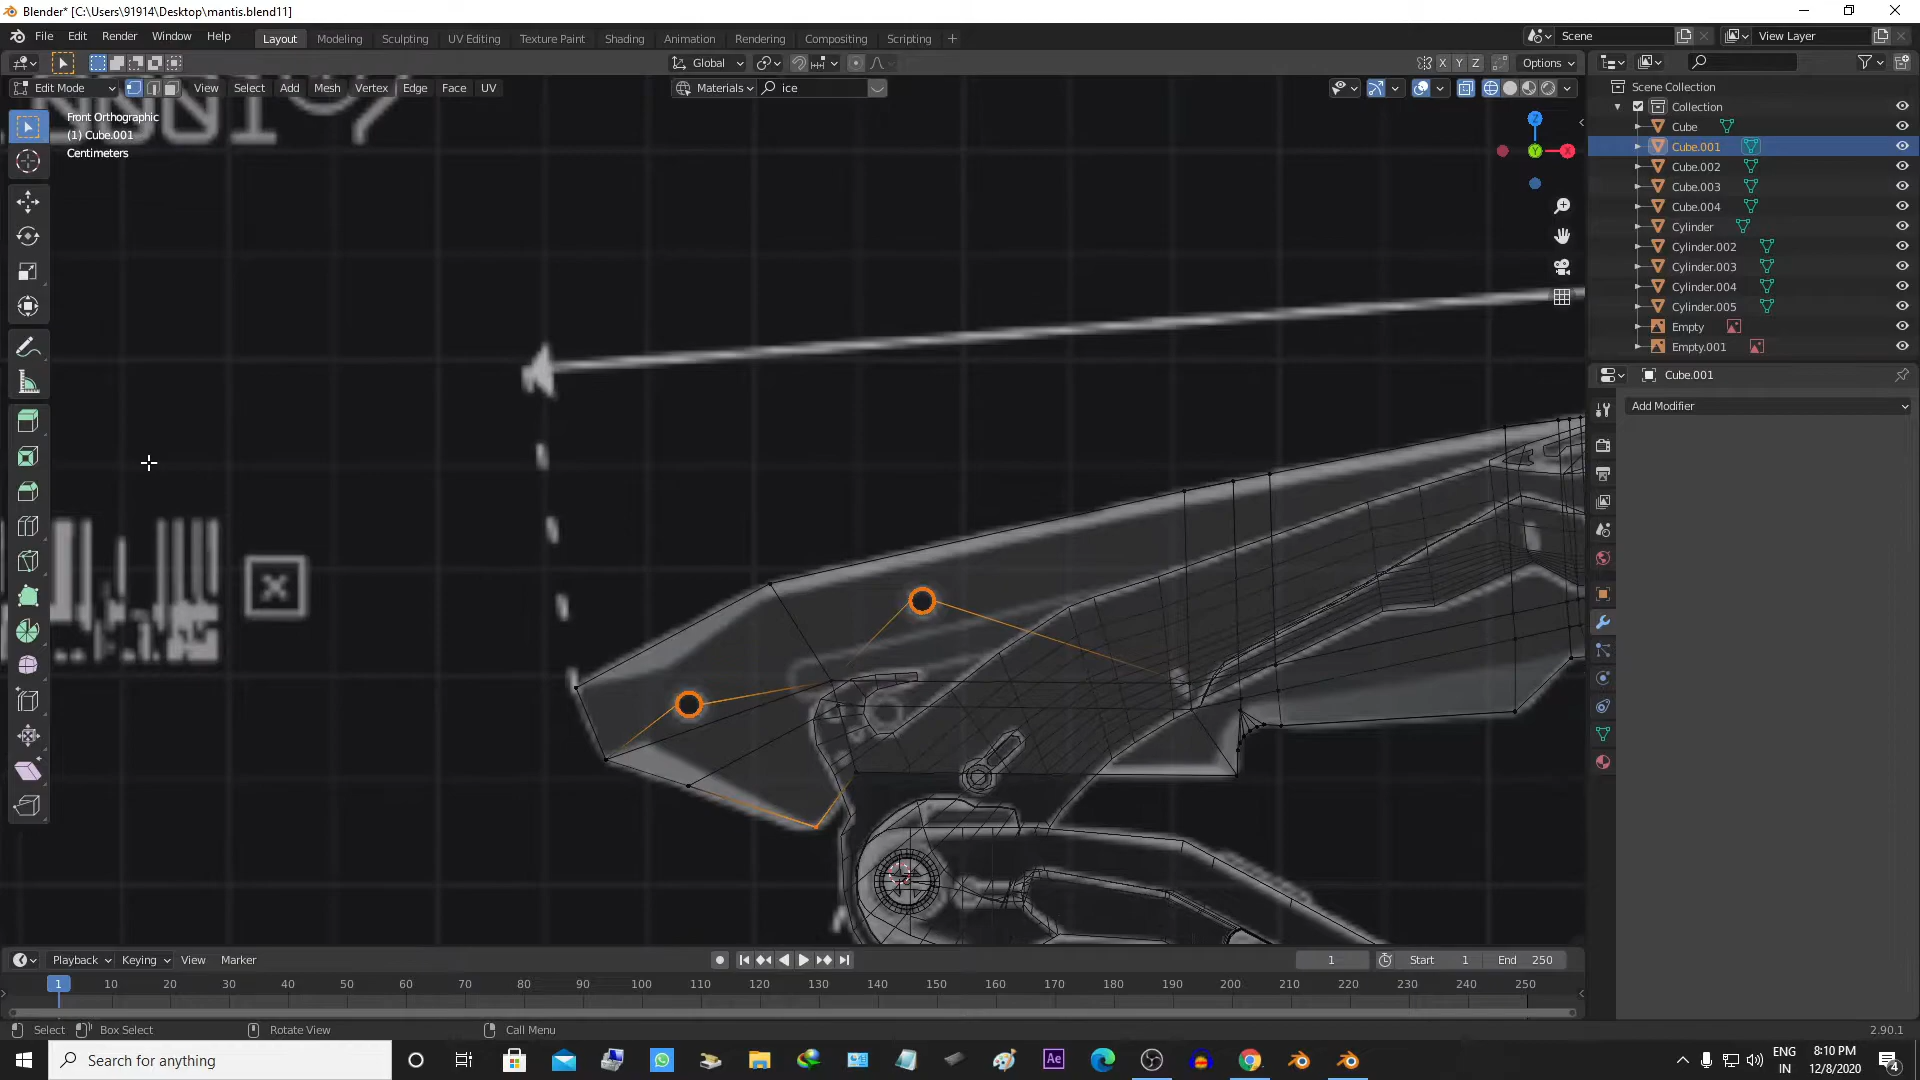 Blender* [C:\Users\91914\Desktop\mantis.blend11]
File Edit Render Window Help
Layout Modeling Sculpting UV Editing Texture Paint Shading Animation Rendering Compositing Scripting +
Scene
View Layer
Global
X Y Z
Options
Edit Mode
View Select Add Mesh Vertex Edge Face UV
Materials
ice
Front Orthographic
(1) Cube.001
Centimeters
Z
Y
X
Scene Collection
Collection
Cube
Cube.001
Cube.002
Cube.003
Cube.004
Cylinder
Cylinder.002
Cylinder.003
Cylinder.004
Cylinder.005
Empty
Empty.001
Cube.001
Add Modifier
Playback Keying View Marker
1
Start 1
End 250
1 10 20 30 40 50 60 70 80 90 100 110 120 130 140 150 160 170 180 190 200 210 220 230 240 250
Select
Box Select
Rotate View
Call Menu
2.90.1
Search for anything
Ae
ENG
IN
8:10 PM
12/8/2020
4